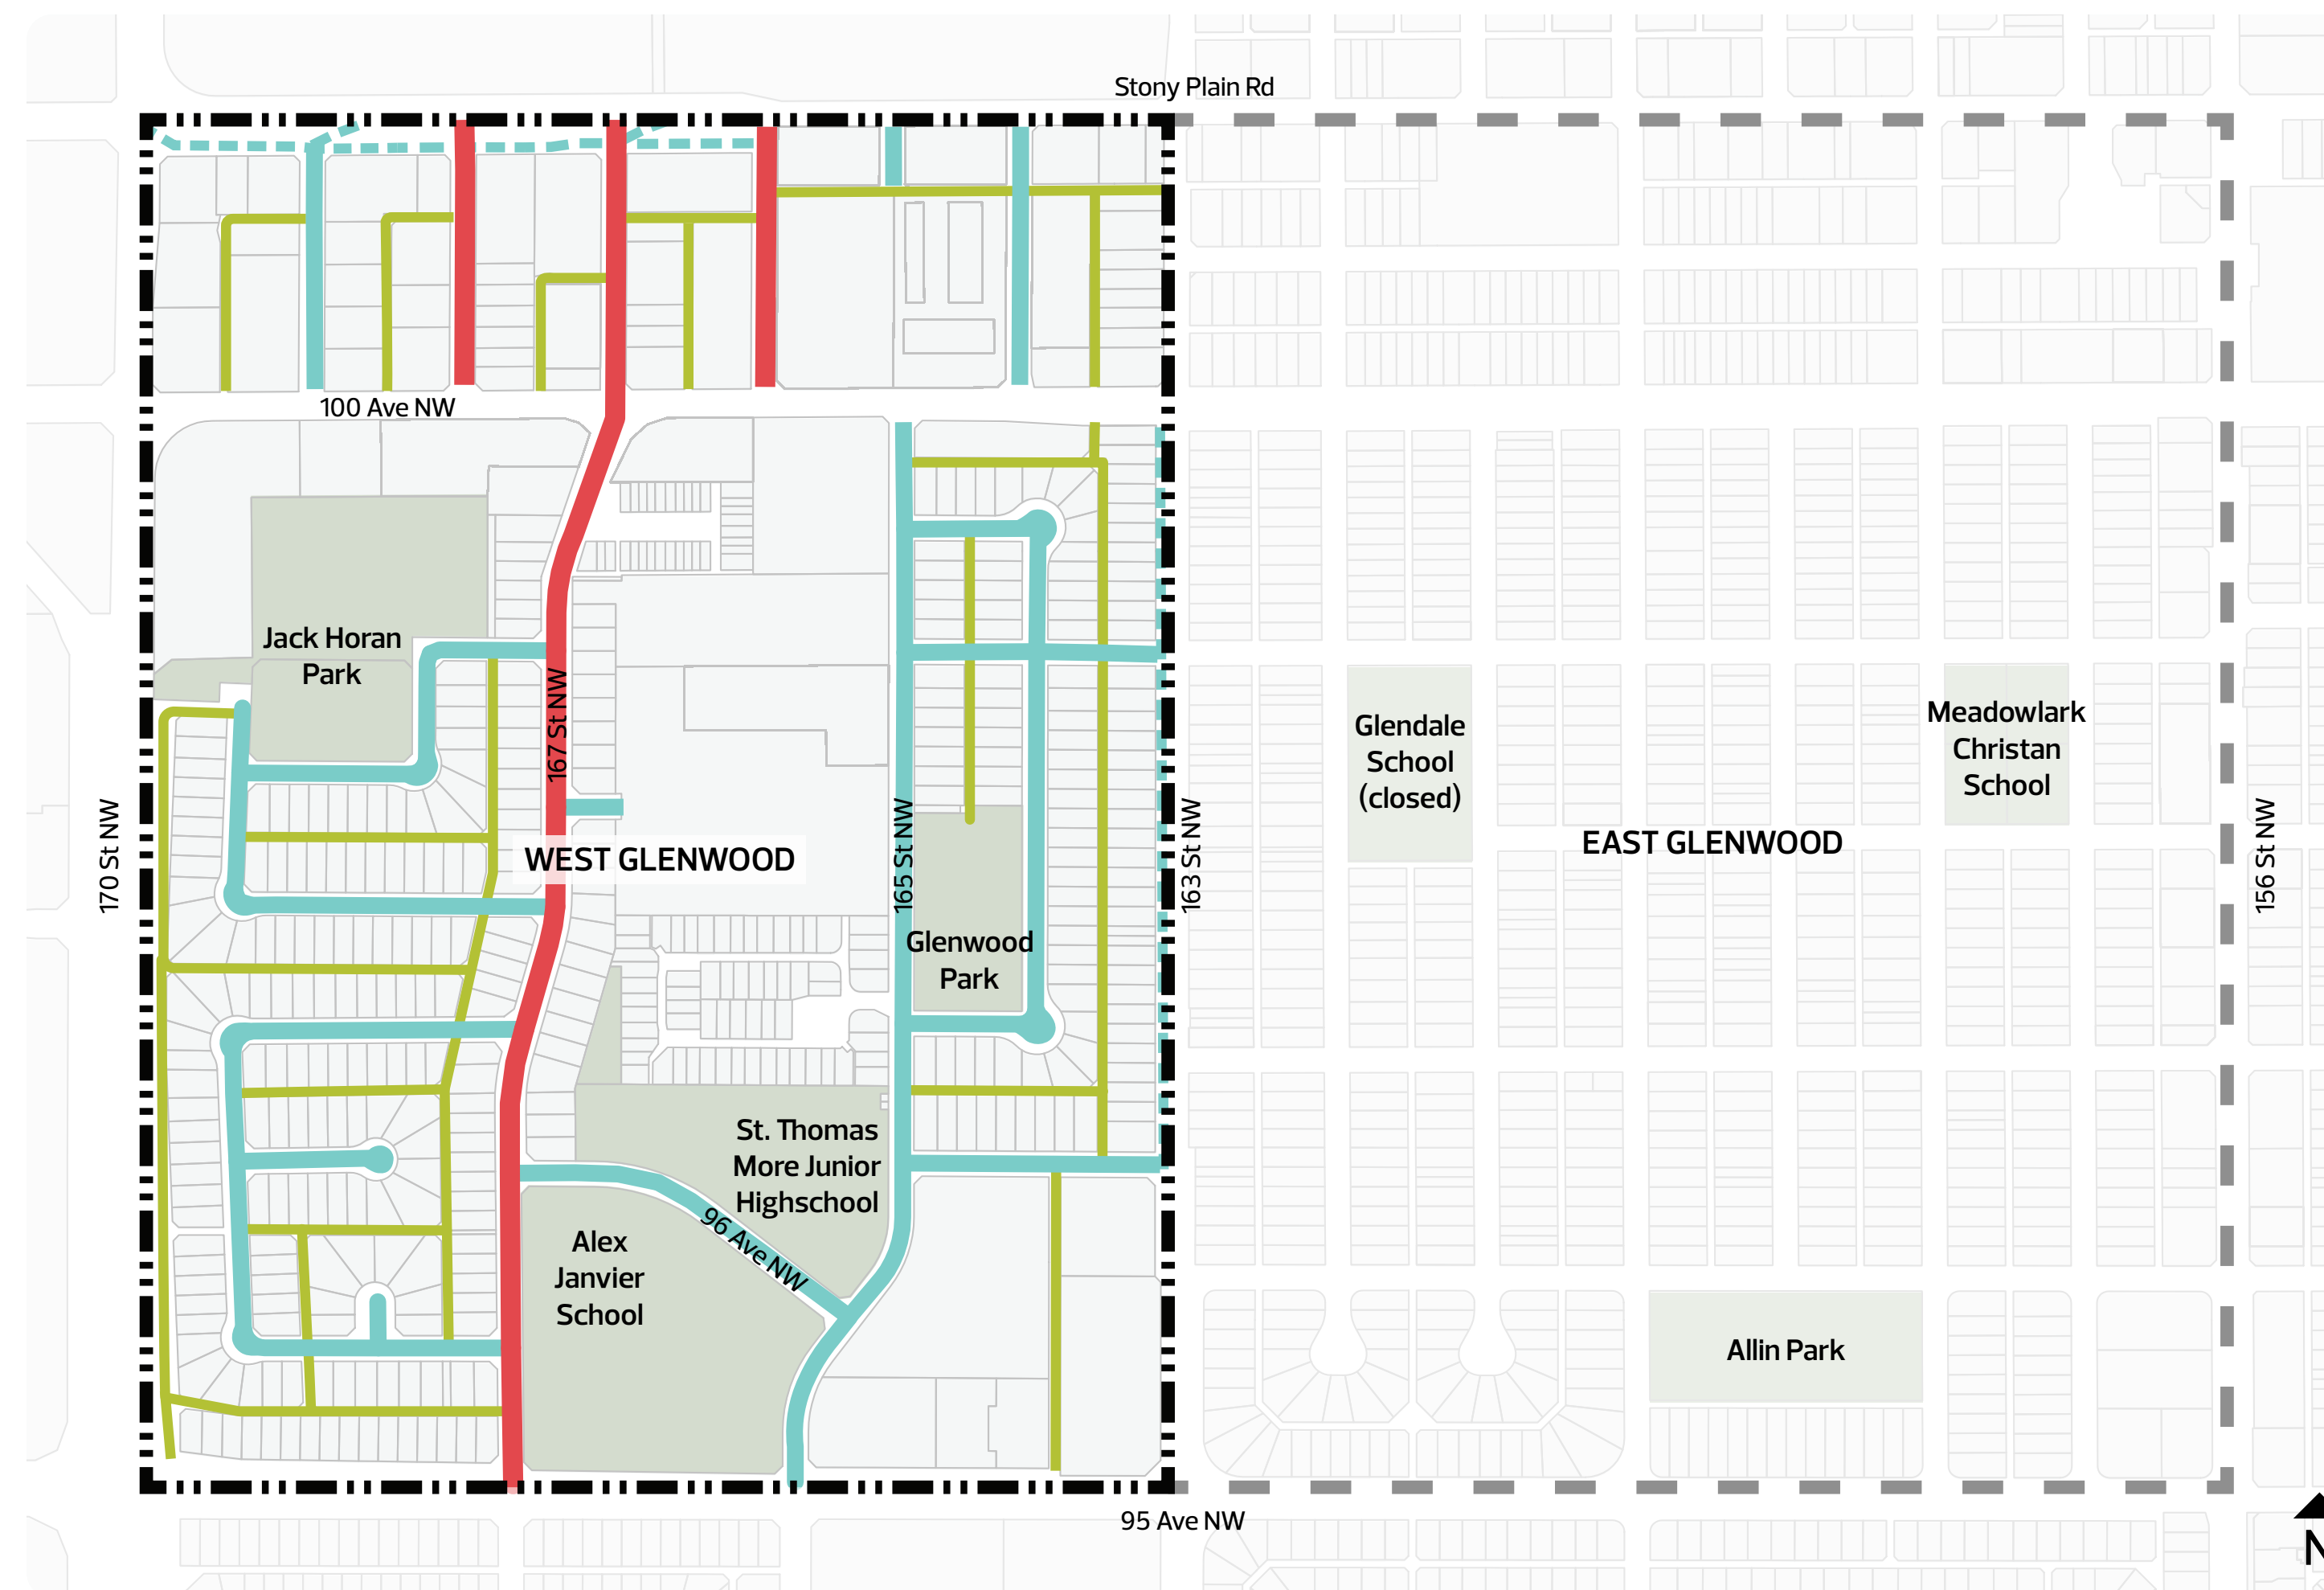 Stony Plain Rd
100 Ave NW
Jack Horan
Park
167 St NW
Glendale
School
(closed)
Meadowlark
Christan
School
170 St NW
WEST GLENWOOD
165 St NW
163 St NW
EAST GLENWOOD
156 St NW
Glenwood
Park
St. Thomas
More Junior
Highschool
96 Ave NW
Alex
Janvier
School
Allin Park
95 Ave NW
N